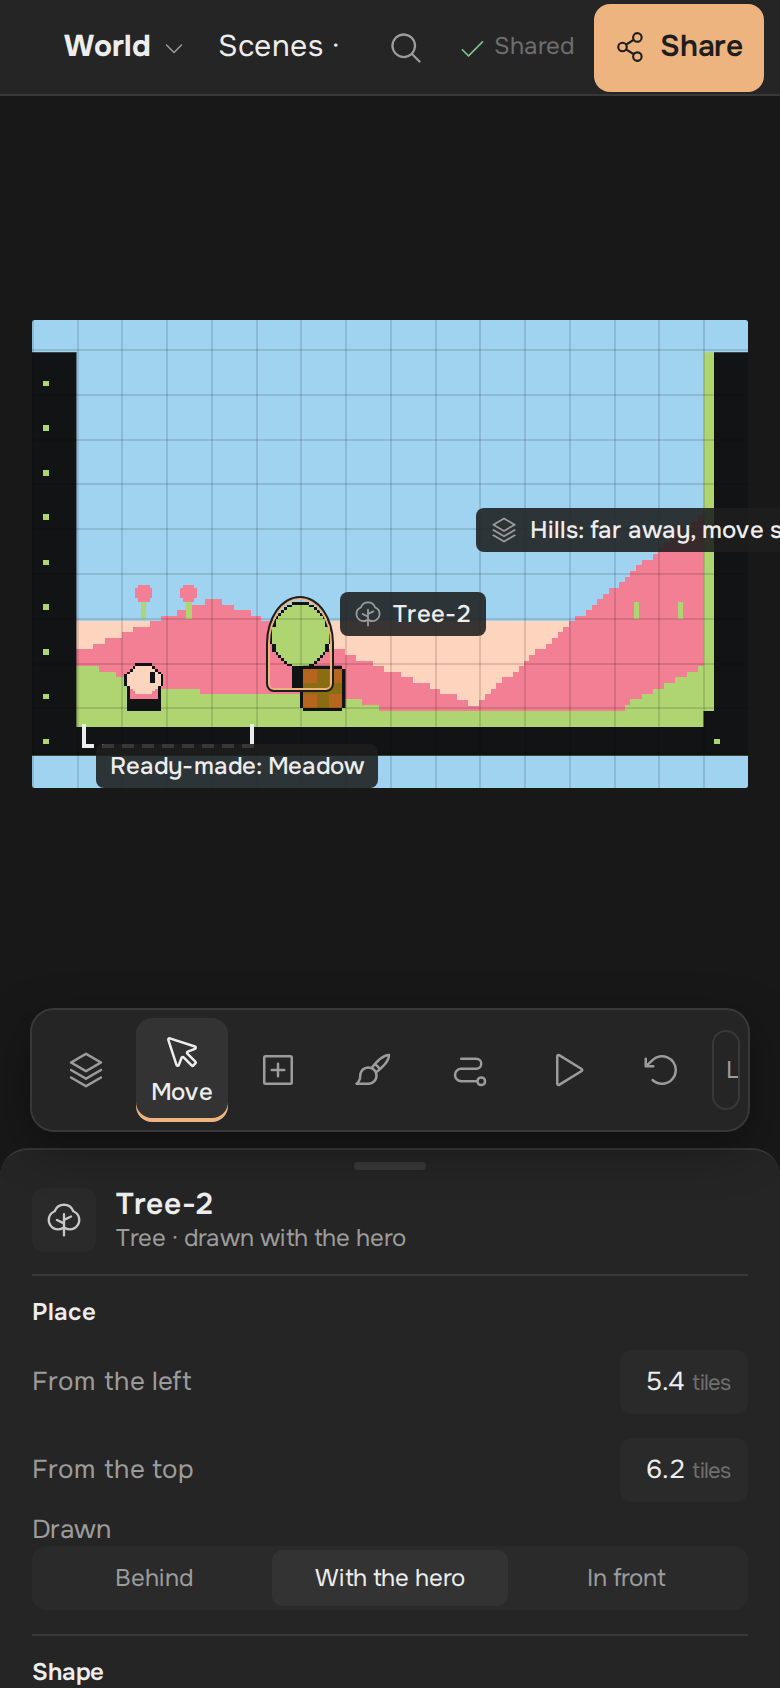 World
Scenes ·
Shared
Share
Hills: far away, move s
Tree-2
Ready-made: Meadow
Move
L
Tree-2
Tree · drawn with the hero
Place
From the left
5.4 tiles
From the top
6.2 tiles
Drawn
Behind
With the hero
In front
Shape